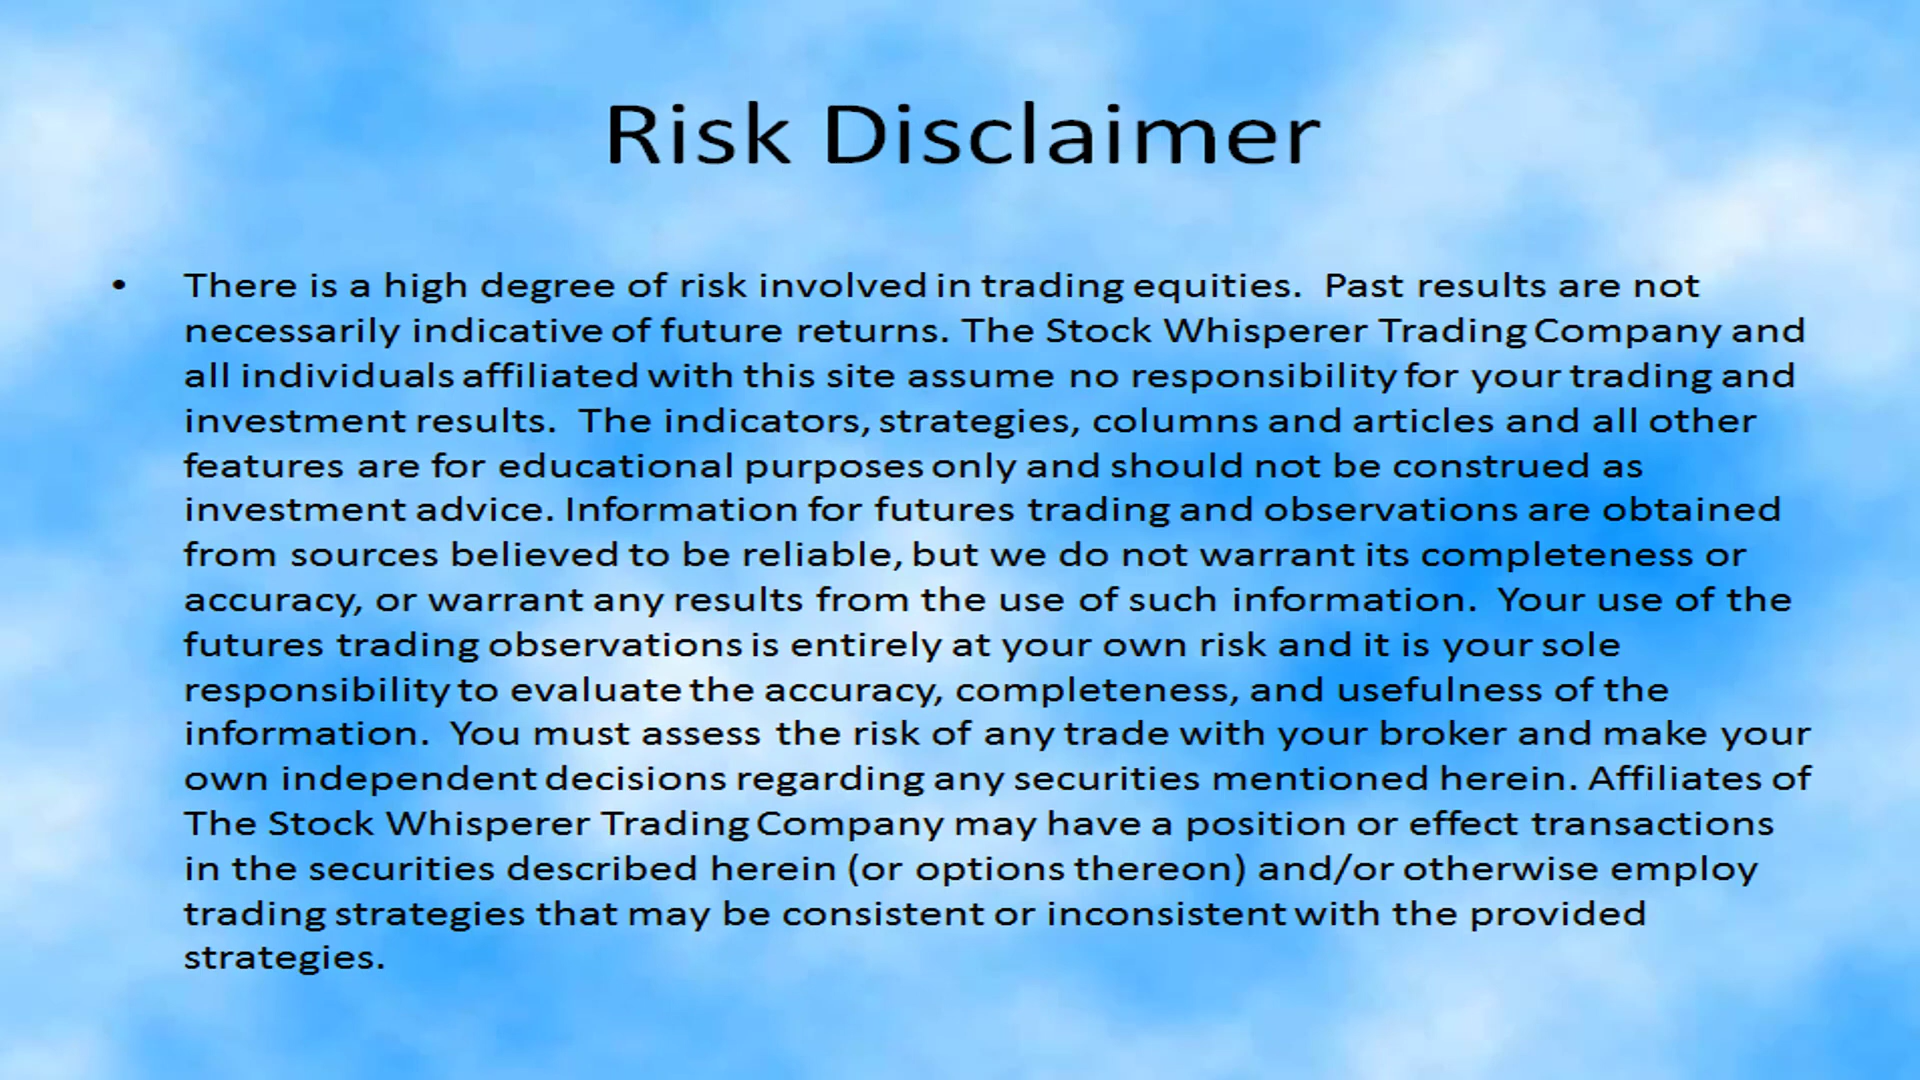 Risk Disclaimer
• There is a high degree of risk involved in trading equities.  Past results are not
necessarily indicative of future returns. The Stock Whisperer Trading Company and
all individuals affiliated with this site assume no responsibility for your trading and
investment results.  The indicators, strategies, columns and articles and all other
features are for educational purposes only and should not be construed as
investment advice. Information for futures trading and observations are obtained
from sources believed to be reliable, but we do not warrant its completeness or
accuracy, or warrant any results from the use of such information.  Your use of the
futures trading observations is entirely at your own risk and it is your sole
responsibility to evaluate the accuracy, completeness, and usefulness of the
information.  You must assess the risk of any trade with your broker and make your
own independent decisions regarding any securities mentioned herein. Affiliates of
The Stock Whisperer Trading Company may have a position or effect transactions
in the securities described herein (or options thereon) and/or otherwise employ
trading strategies that may be consistent or inconsistent with the provided
strategies.